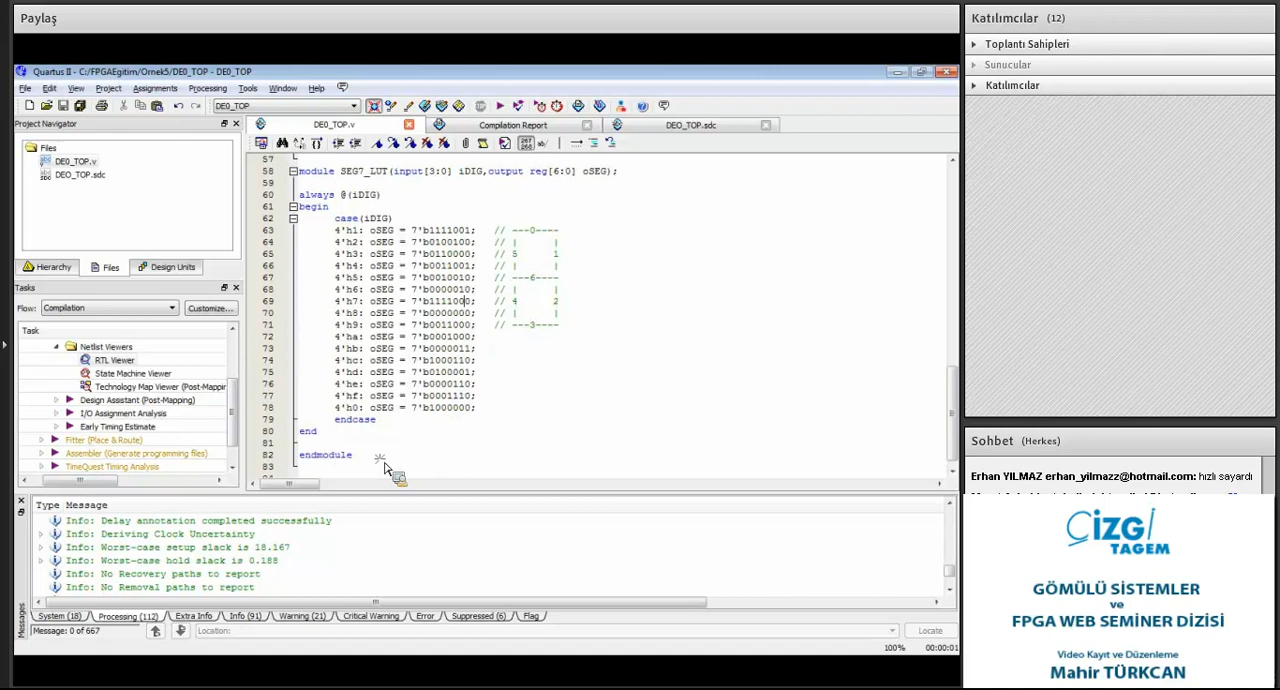 Paylaş
Katılımcılar (12)
Toplantı Sahipleri
Sunucular
Katılımcılar
Quartus II - C:/FPGAEgitim/Ornek5/DE0_TOP - DE0_TOP
File Edit View Project Assignments Processing Tools Window Help
DE0_TOP
Project Navigator
Files
DE0_TOP.v
DEO_TOP.sdc
Hierarchy Files Design Units
Tasks
Flow: Compilation Customize...
Task
Netlist Viewers
RTL Viewer
State Machine Viewer
Technology Map Viewer (Post-Mappir
Design Assistant (Post-Mapping)
I/O Assignment Analysis
Early Timing Estimate
Fitter (Place & Route)
Assembler (Generate programming files)
TimeQuest Timing Analysis
DE0_TOP.v Compilation Report DEO_TOP.sdc
57
58 module SEG7_LUT(input[3:0] iDIG,output reg[6:0] oSEG);
59
60 always @(iDIG)
61 begin
62 case(iDIG)
63 4'h1: oSEG = 7'b1111001; // ---0----
64 4'h2: oSEG = 7'b0100100; // | |
65 4'h3: oSEG = 7'b0110000; // 5 1
66 4'h4: oSEG = 7'b0011001; // | |
67 4'h5: oSEG = 7'b0010010; // ---6----
68 4'h6: oSEG = 7'b0000010; // | |
69 4'h7: oSEG = 7'b1111000; // 4 2
70 4'h8: oSEG = 7'b0000000; // | |
71 4'h9: oSEG = 7'b0011000; // ---3----
72 4'ha: oSEG = 7'b0001000;
73 4'hb: oSEG = 7'b0000011;
74 4'hc: oSEG = 7'b1000110;
75 4'hd: oSEG = 7'b0100001;
76 4'he: oSEG = 7'b0000110;
77 4'hf: oSEG = 7'b0001110;
78 4'h0: oSEG = 7'b1000000;
79 endcase
80 end
81
82 endmodule
83
Type Message
Info: Delay annotation completed successfully
Info: Deriving Clock Uncertainty
Info: Worst-case setup slack is 18.167
Info: Worst-case hold slack is 0.188
Info: No Recovery paths to report
Info: No Removal paths to report
Messages
System (18) Processing (112) Extra Info Info (91) Warning (21) Critical Warning Error Suppressed (6) Flag
Message: 0 of 667 Location: Locate
100% 00:00:01
Sohbet (Herkes)
Erhan YILMAZ erhan_yilmazz@hotmail.com: hızlı sayardı
ÇİZGİ
TAGEM
GÖMÜLÜ SİSTEMLER
ve
FPGA WEB SEMİNER DİZİSİ
Video Kayıt ve Düzenleme
Mahir TÜRKCAN